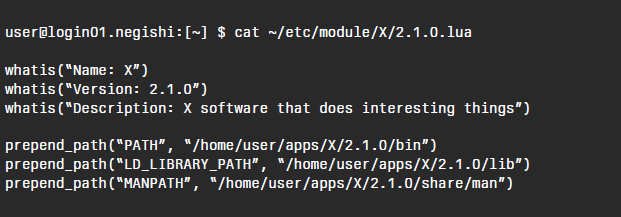 user@login01.negishi:[~] $ cat ~/etc/module/X/2.1.0.lua
whatis(“Name: X”)
whatis(“Version: 2.1.0”)
whatis(“Description: X software that does interesting things”)
prepend_path(“PATH”, “/home/user/apps/X/2.1.0/bin”)
prepend_path(“LD_LIBRARY_PATH”, “/home/user/apps/X/2.1.0/lib”)
prepend_path(“MANPATH”, “/home/user/apps/X/2.1.0/share/man”)